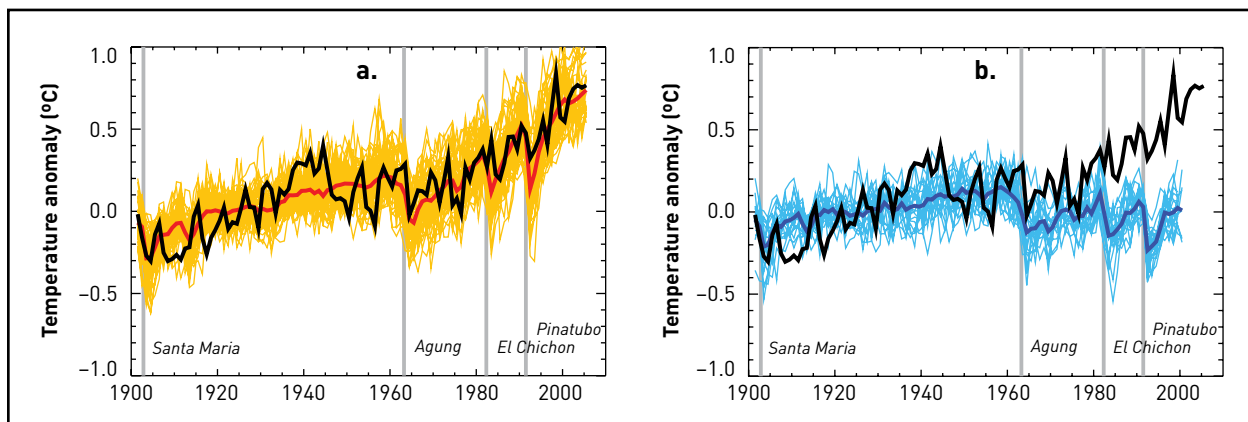 Temperature anomaly (ºC)
1.0
0.5
0.0
−0.5
−1.0
a.
Santa Maria
Agung
El Chichon
Pinatubo
1900 1920 1940 1960 1980 2000
Temperature anomaly (ºC)
1.0
0.5
0.0
−0.5
−1.0
b.
Santa Maria
Agung
El Chichon
Pinatubo
1900 1920 1940 1960 1980 2000